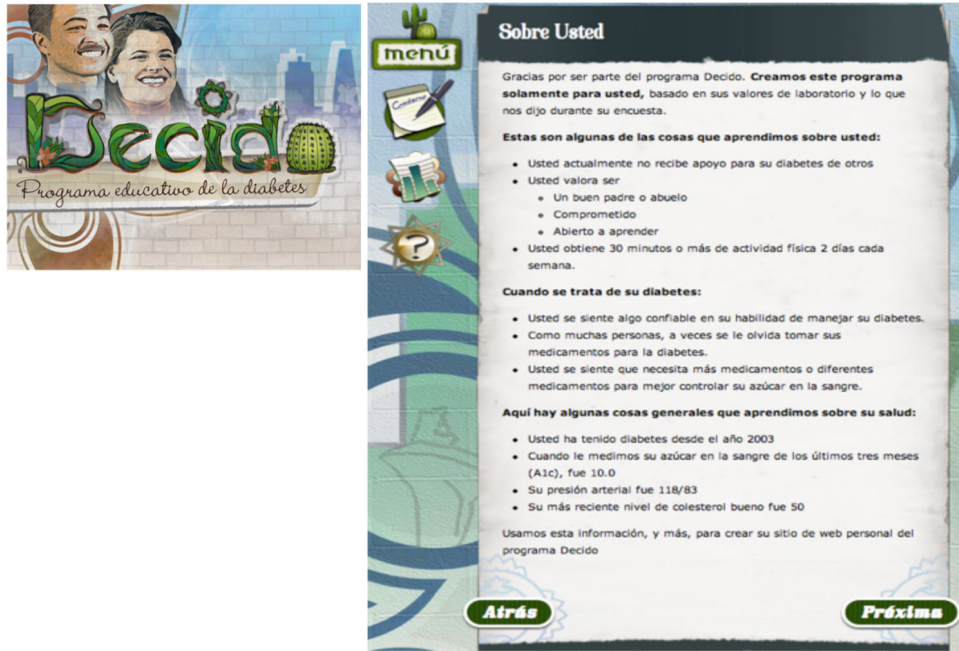 Decido
Programa educativo de la diabetes
menú
Cuaderno
?
Sobre Usted
Gracias por ser parte del programa Decido. Creamos este programa
solamente para usted, basado en sus valores de laboratorio y lo que
nos dijo durante su encuesta.
Estas son algunas de las cosas que aprendimos sobre usted:
• Usted actualmente no recibe apoyo para su diabetes de otros
• Usted valora ser
• Un buen padre o abuelo
• Comprometido
• Abierto a aprender
• Usted obtiene 30 minutos o más de actividad física 2 días cada
semana.
Cuando se trata de su diabetes:
• Usted se siente algo confiable en su habilidad de manejar su diabetes.
• Como muchas personas, a veces se le olvida tomar sus
medicamentos para la diabetes.
• Usted se siente que necesita más medicamentos o diferentes
medicamentos para mejor controlar su azúcar en la sangre.
Aquí hay algunas cosas generales que aprendimos sobre su salud:
• Usted ha tenido diabetes desde el año 2003
• Cuando le medimos su azúcar en la sangre de los últimos tres meses
(A1c), fue 10.0
• Su presión arterial fue 118/83
• Su más reciente nivel de colesterol bueno fue 50
Usamos esta información, y más, para crear su sitio de web personal del
programa Decido
Atrás
Próxima